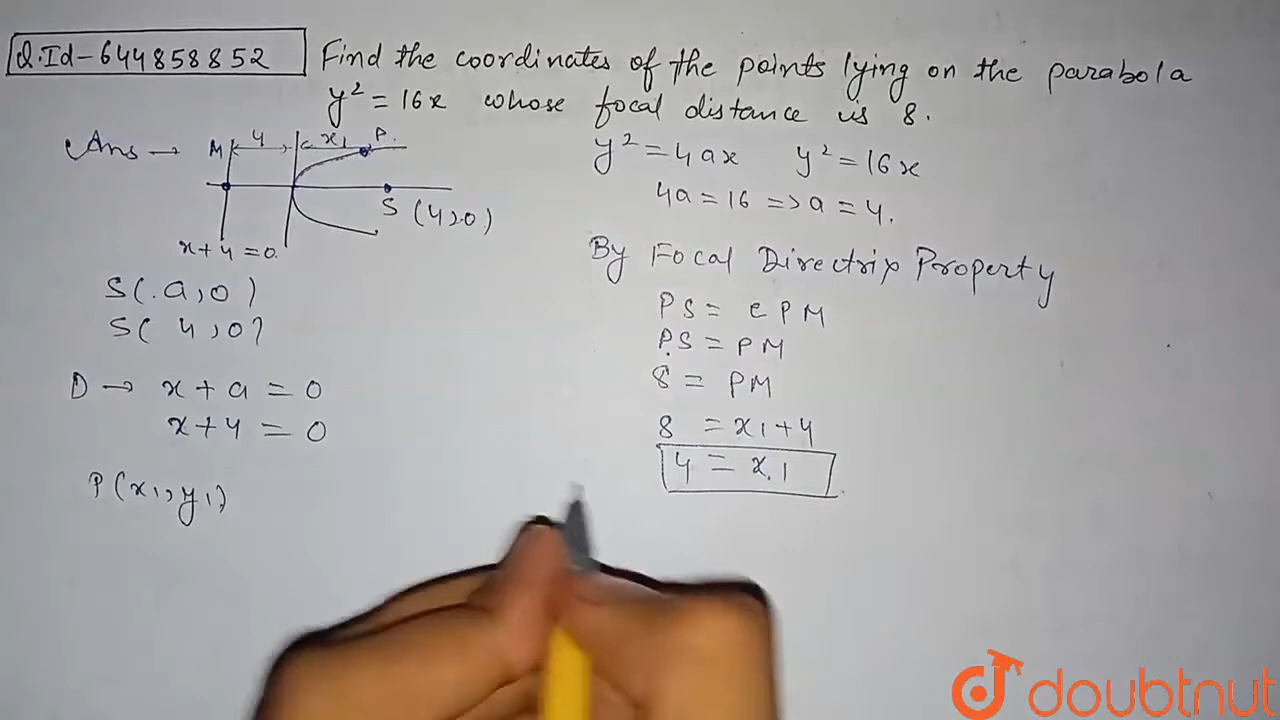 Q.Id-644858852 Find the coordinates of the points lying on the parabola
y² = 16x whose focal distance is 8.
Ans → M 4 x₁ P.
S (4,0)
x+4=0.
S(.a,0)
S(4,0)
D → x+a=0
x+4=0
P(x₁,y₁)
y²=4ax y²=16x
4a=16 => a=4.
By Focal Directrix Property
PS= e PM
PS=PM
8 = PM
8 = x₁+4
4 = x.₁
doubtnut